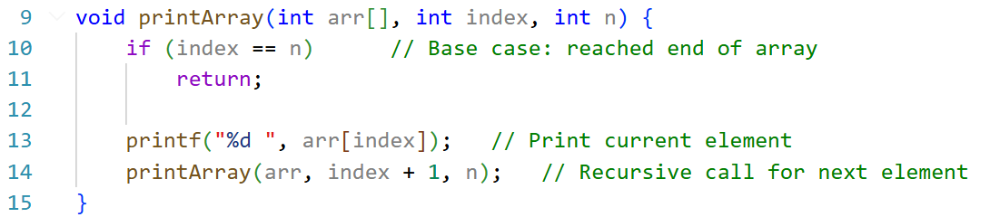 9 void printArray(int arr[], int index, int n) {
10     if (index == n)      // Base case: reached end of array
11         return;
12
13     printf("%d ", arr[index]);   // Print current element
14     printArray(arr, index + 1, n);   // Recursive call for next element
15 }